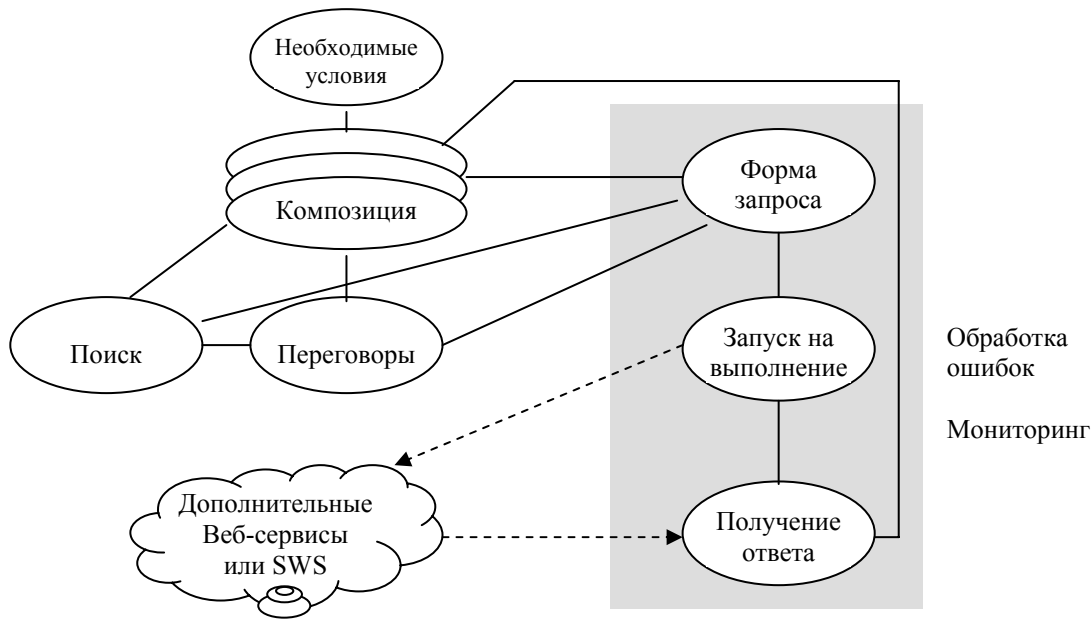 Необходимые
условия
Форма
запроса
Композиция
Поиск
Переговоры
Запуск на
выполнение
Обработка
ошибок
Мониторинг
Дополнительные
Веб-сервисы
или SWS
Получение
ответа